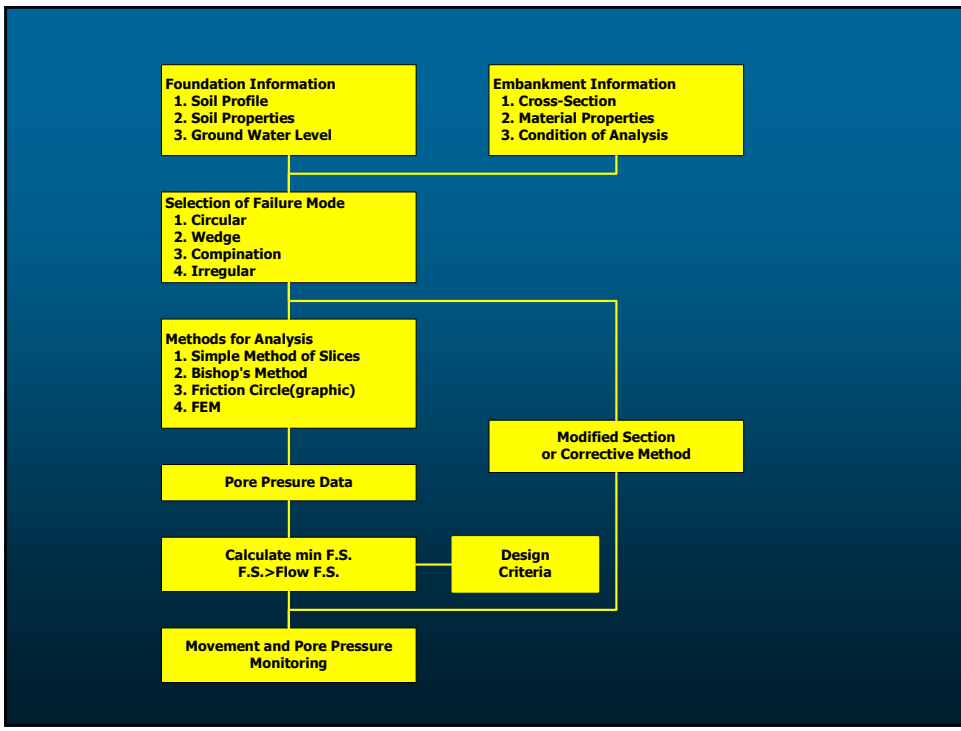 Foundation Information
1. Soil Profile
2. Soil Properties
3. Ground Water Level
Embankment Information
1. Cross-Section
2. Material Properties
3. Condition of Analysis
Selection of Failure Mode
1. Circular
2. Wedge
3. Compination
4. Irregular
Methods for Analysis
1. Simple Method of Slices
2. Bishop's Method
3. Friction Circle(graphic)
4. FEM
Modified Section
or Corrective Method
Pore Presure Data
Calculate min F.S.
F.S.>Flow F.S.
Design
Criteria
Movement and Pore Pressure
Monitoring